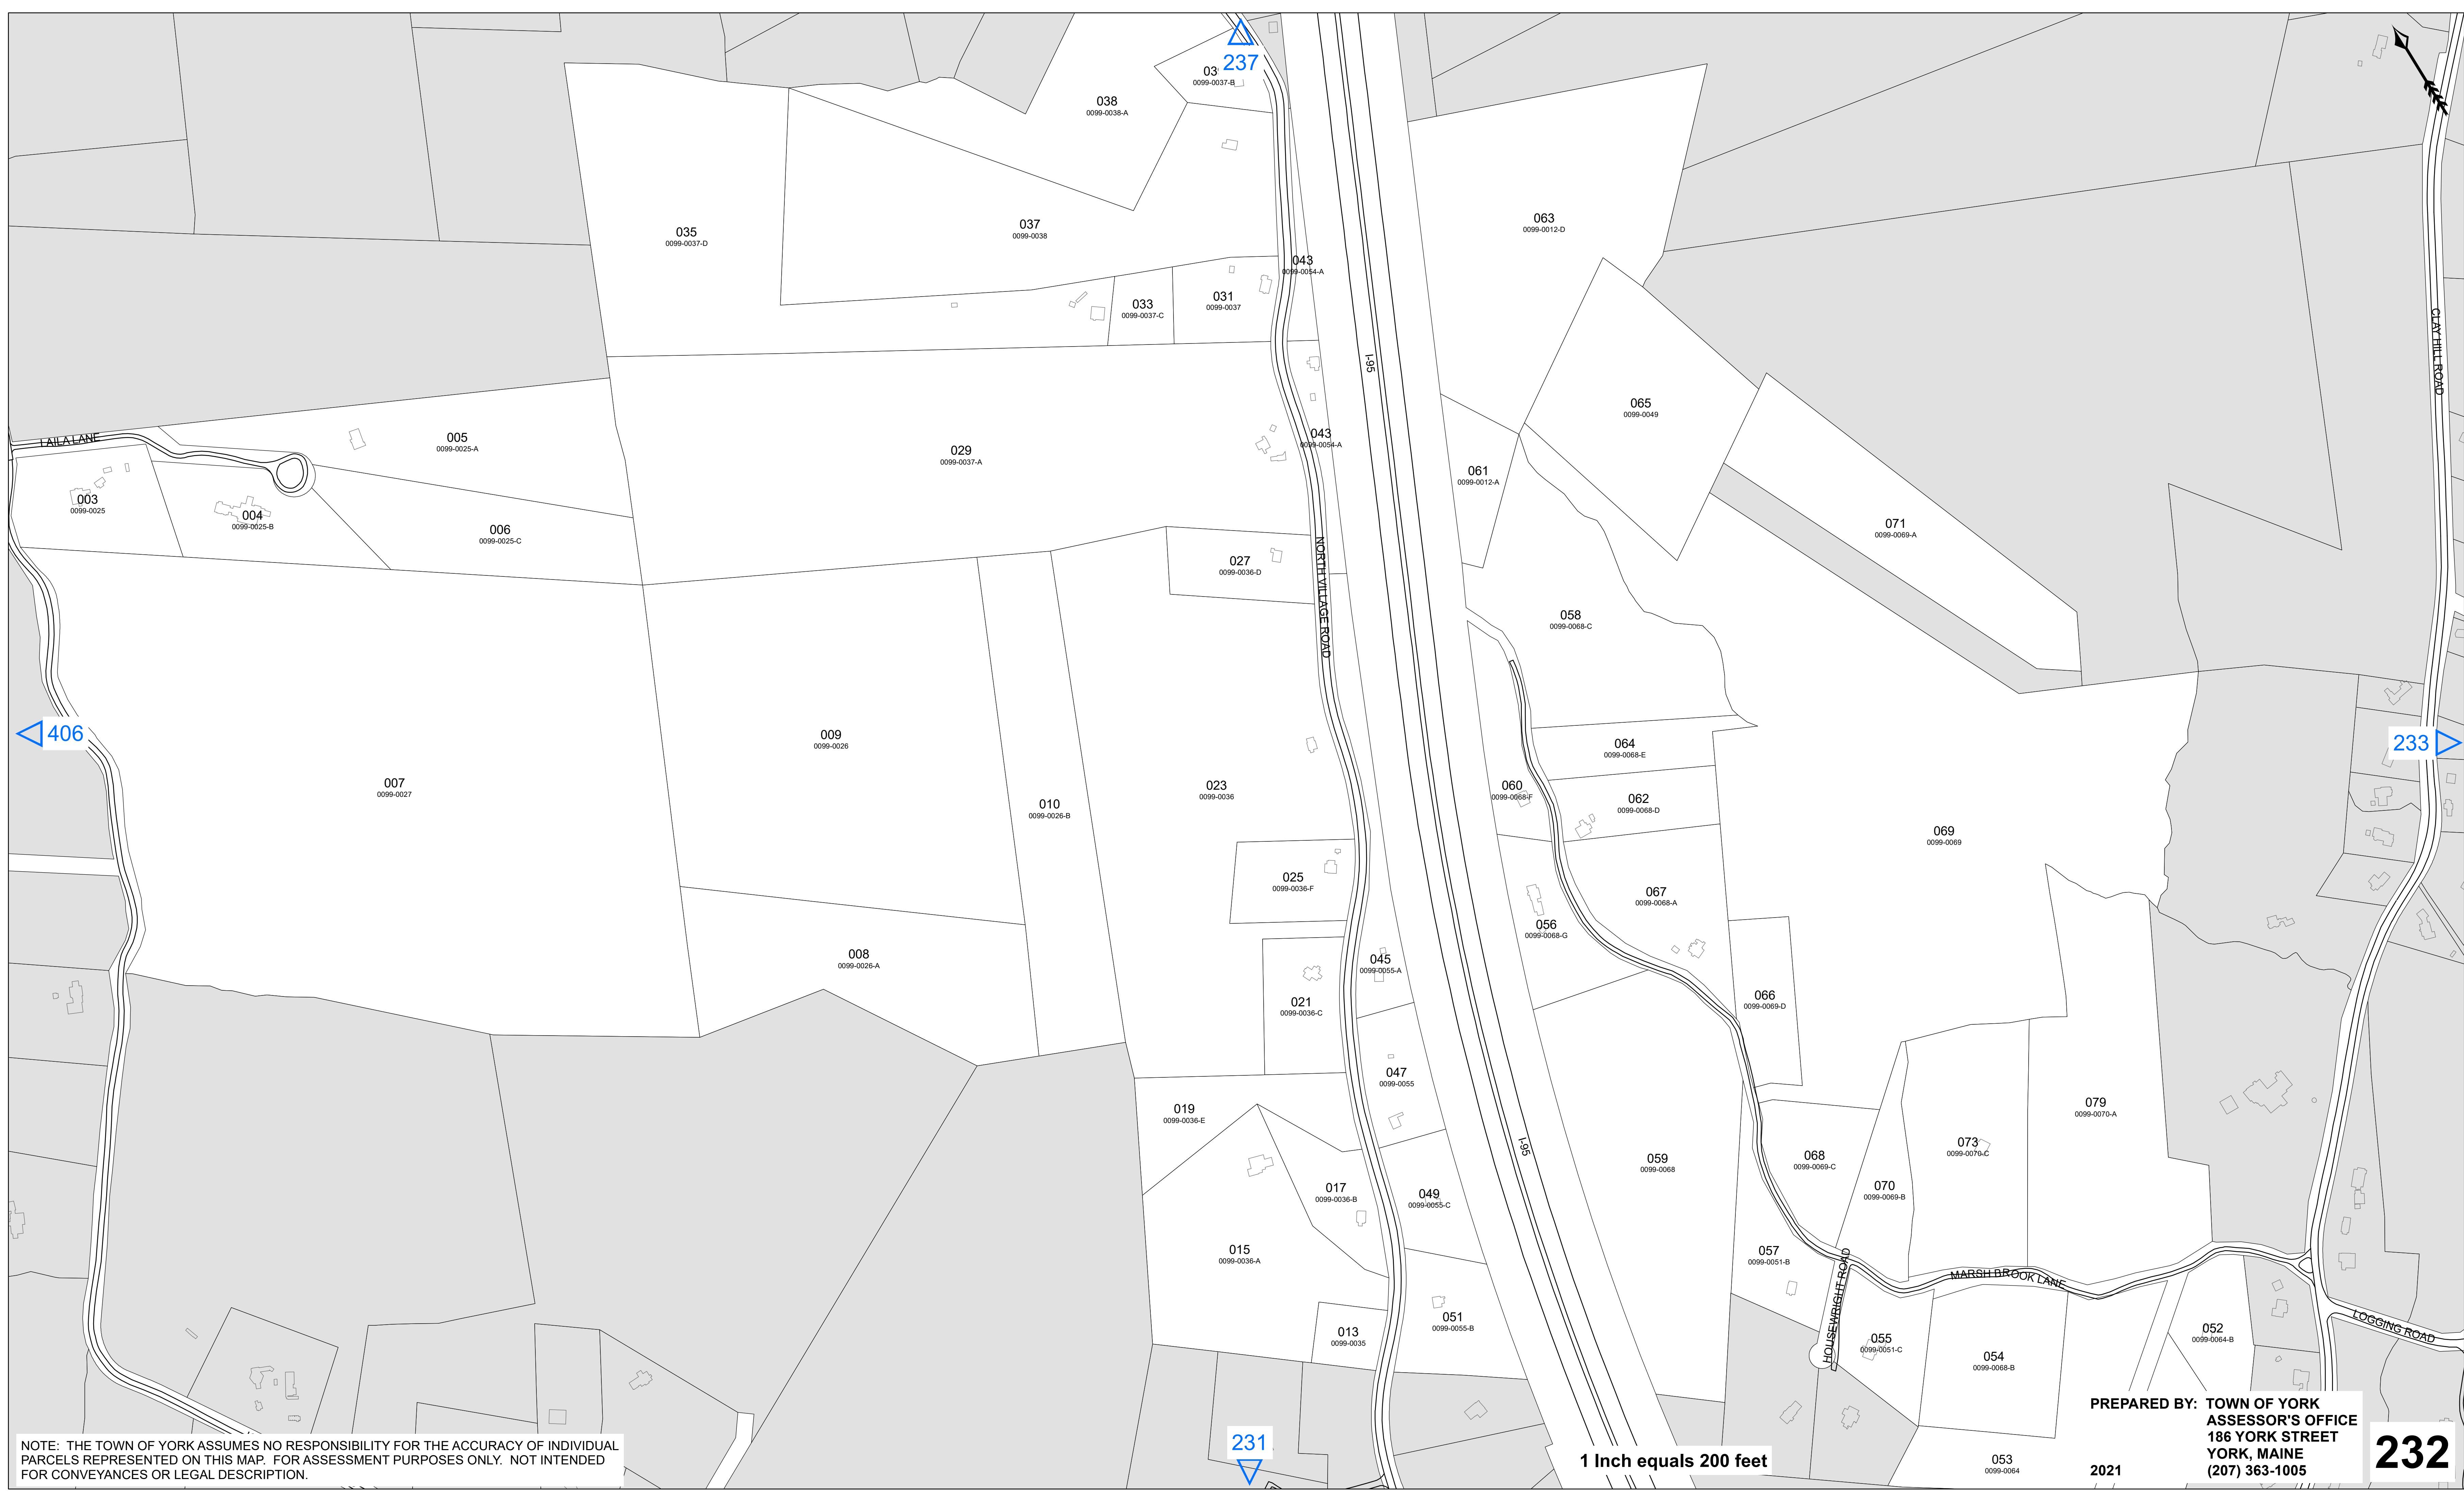 237
03
0099-0037-B
038
0099-0038-A
035
0099-0037-D
037
0099-0038
063
0099-0012-D
043
0099-0054-A
033
0099-0037-C
031
0099-0037
I-95
CLAY HILL ROAD
065
0099-0049
LAILA LANE
005
0099-0025-A
029
0099-0037-A
043
0099-0054-A
061
0099-0012-A
003
0099-0025
004
0099-0025-B
006
0099-0025-C
071
0099-0069-A
027
0099-0036-D
NORTH VILLAGE ROAD
058
0099-0068-C
406
009
0099-0026
064
0099-0068-E
233
007
0099-0027
010
0099-0026-B
023
0099-0036
060
0099-0068-F
062
0099-0068-D
069
0099-0069
025
0099-0036-F
067
0099-0068-A
056
0099-0068-G
008
0099-0026-A
045
0099-0055-A
021
0099-0036-C
066
0099-0069-D
047
0099-0055
019
0099-0036-E
079
0099-0070-A
I-95
059
0099-0068
068
0099-0069-C
073
0099-0070-C
017
0099-0036-B
049
0099-0055-C
070
0099-0069-B
015
0099-0036-A
057
0099-0051-B
HOUSEWRIGHT ROAD
MARSH BROOK LANE
013
0099-0035
051
0099-0055-B
055
0099-0051-C
054
0099-0068-B
052
0099-0064-B
LOGGING ROAD
231
053
0099-0064
NOTE: THE TOWN OF YORK ASSUMES NO RESPONSIBILITY FOR THE ACCURACY OF INDIVIDUAL
PARCELS REPRESENTED ON THIS MAP. FOR ASSESSMENT PURPOSES ONLY. NOT INTENDED
FOR CONVEYANCES OR LEGAL DESCRIPTION.
1 Inch equals 200 feet
2021
PREPARED BY: TOWN OF YORK
ASSESSOR'S OFFICE
186 YORK STREET
YORK, MAINE
(207) 363-1005
232